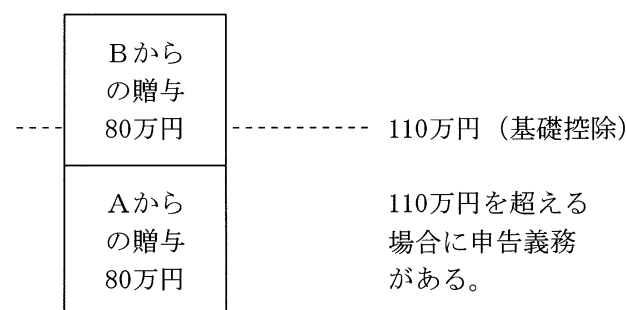 Bから
の贈与
80万円
110万円（基礎控除）
Aから
の贈与
80万円
110万円を超える
場合に申告義務
がある。